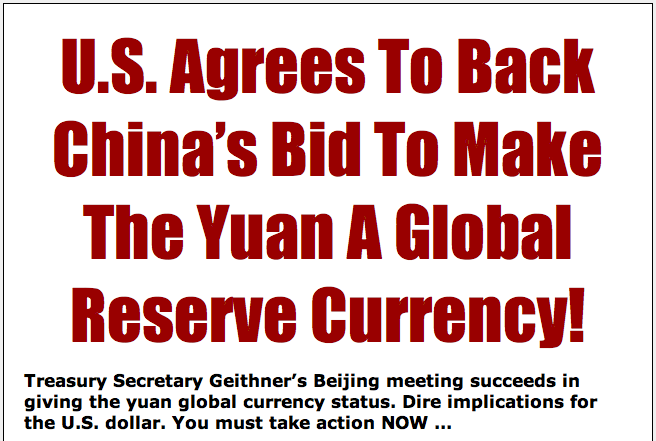 U.S. Agrees To Back
China’s Bid To Make
The Yuan A Global
Reserve Currency!
Treasury Secretary Geithner’s Beijing meeting succeeds in
giving the yuan global currency status. Dire implications for
the U.S. dollar. You must take action NOW ...